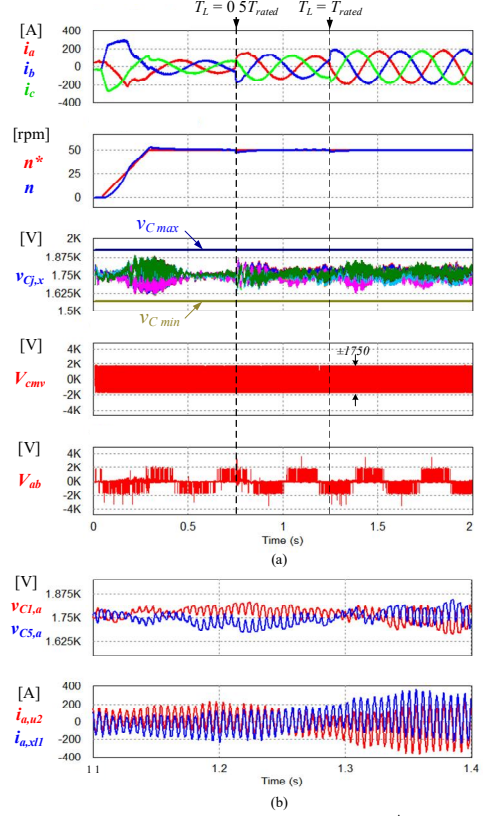 T_L = 0 5T_rated T_L = T_rated
[A]
400
i_a
200
i_b
0
i_c
-200
-400
[rpm]
50
n*
n
0
v_C max
[V]
2K
1.875K
v_Cj,x
1.75K
1.625K
1.5K
v_C min
[V]
±1750
4K
2K
V_cmv
0K
-2K
-4K
[V]
4K
2K
V_ab
0K
-2K
-4K
0 0.5 1 1.5 2
Time (s)
(a)
[V]
1.875K
v_C1,a
1.75K
v_C5,a
1.625K
[A]
400
200
i_a,u2
0
i_a,xl1
-200
-400
1 1 1.2 1.3 1.4
Time (s)
(b)